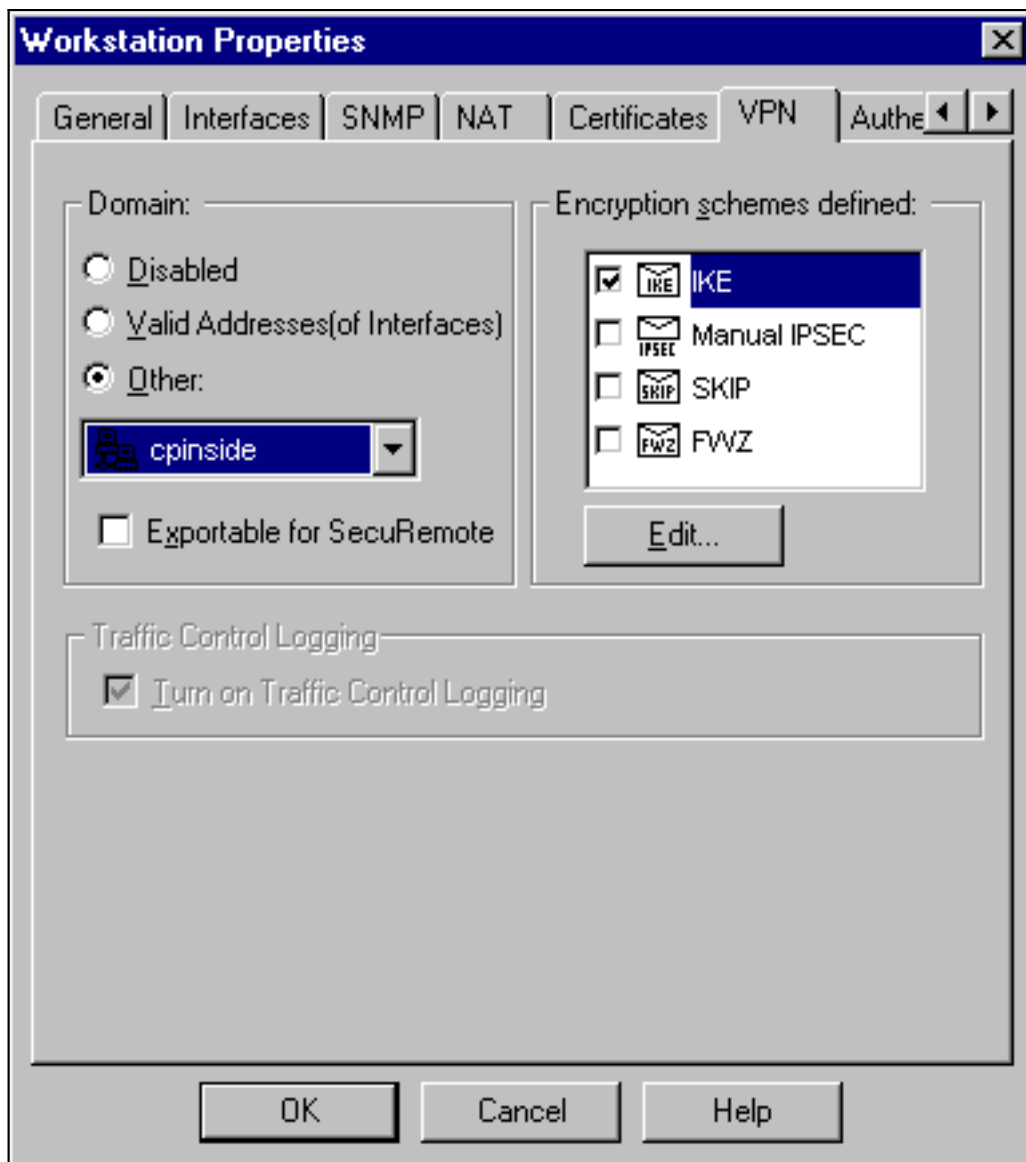 Workstation Properties
General Interfaces SNMP NAT Certificates VPN Authe
Domain:
Disabled
Valid Addresses(of Interfaces)
Other:
cpinside
Exportable for SecuRemote
Encryption schemes defined:
IKE IKE
IPSEC Manual IPSEC
SKIP SKIP
FWZ FWZ
Edit...
Traffic Control Logging
Turn on Traffic Control Logging
OK Cancel Help